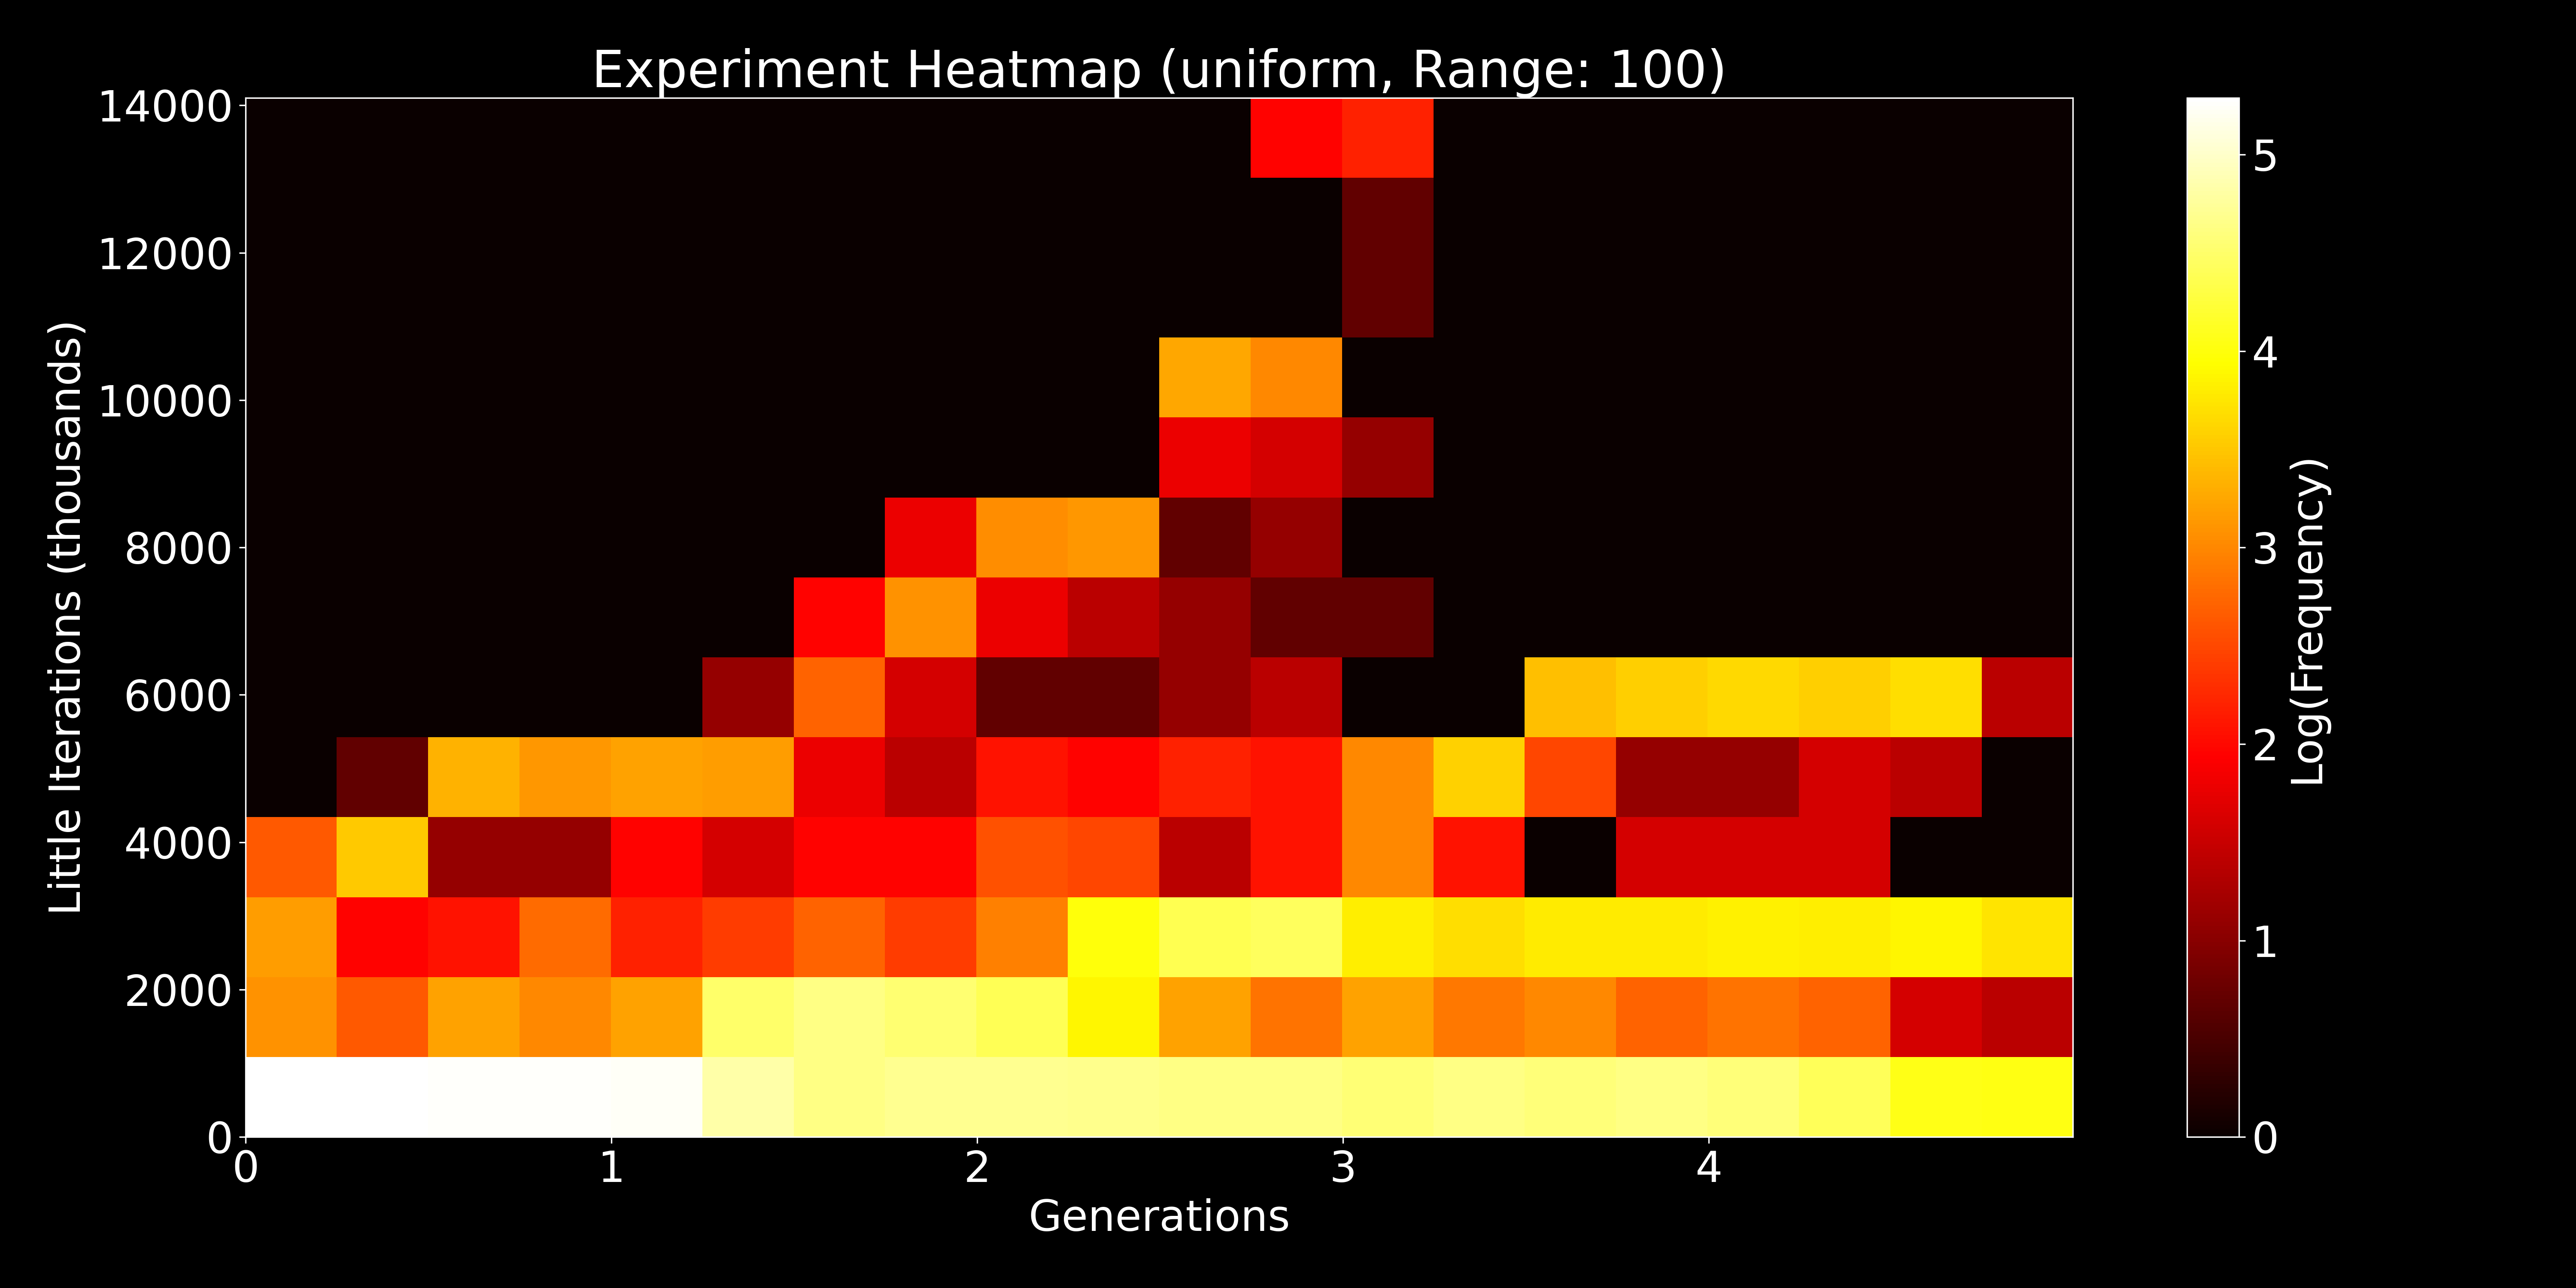 Experiment Heatmap (uniform, Range: 100)
14000
12000
10000
8000
6000
4000
2000
0
Little Iterations (thousands)
0 1 2 3 4
Generations
5
4
3
2
1
0
Log(Frequency)